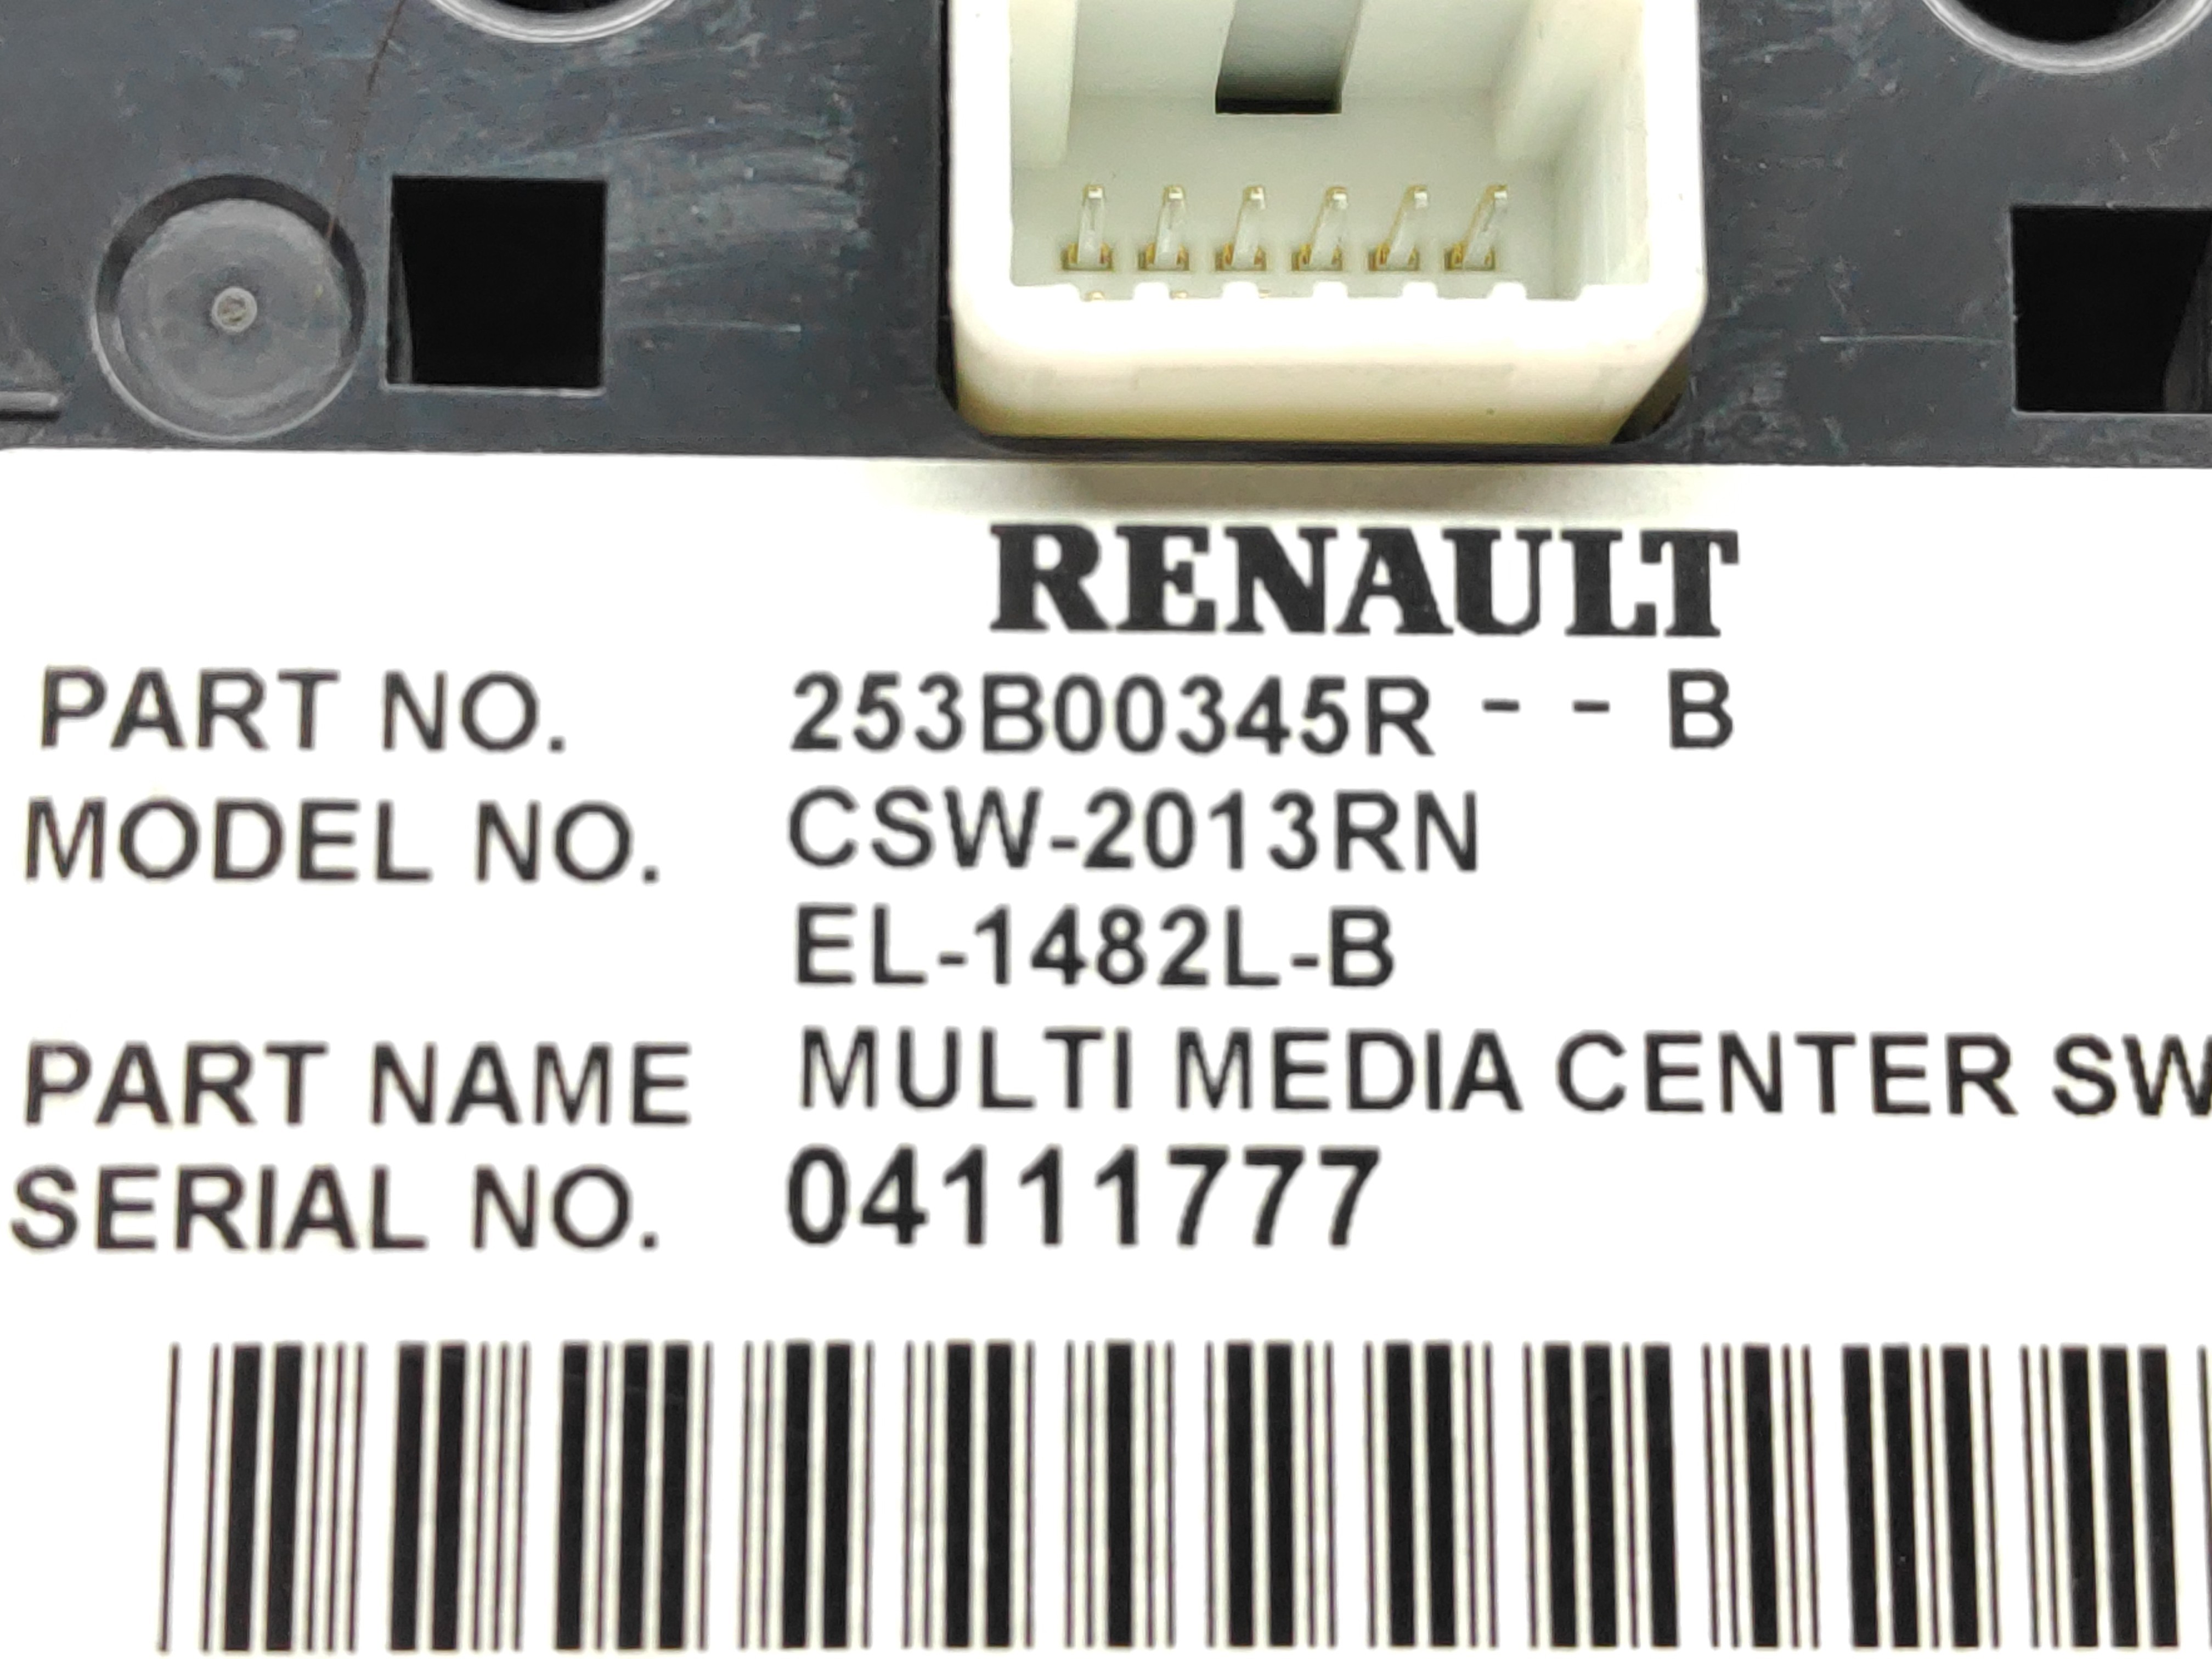 RENAULT
PART NO. 253B00345R - - B
MODEL NO. CSW-2013RN
EL-1482L-B
PART NAME MULTI MEDIA CENTER SW
SERIAL NO. 04111777